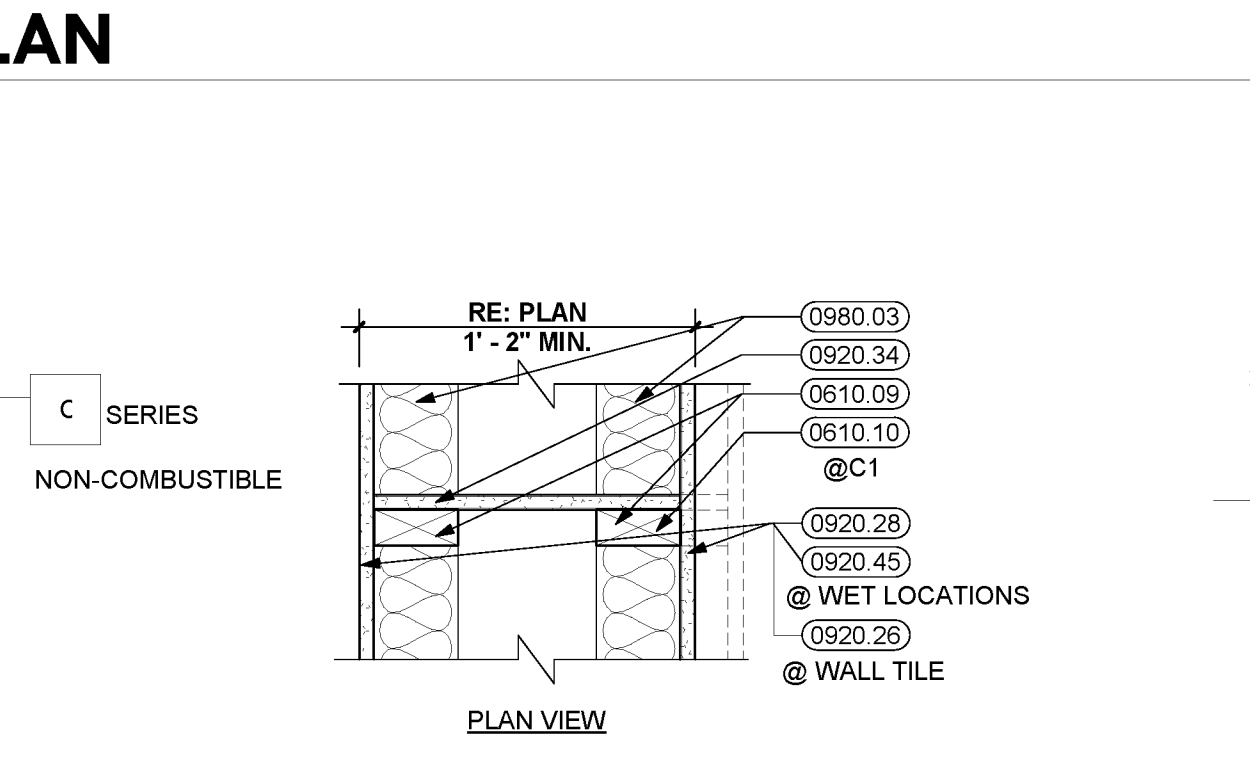 LAN
RE: PLAN
1' - 2" MIN.
0980.03
0920.34
0610.09
0610.10
@C1
C
SERIES
NON-COMBUSTIBLE
0920.28
0920.45
@ WET LOCATIONS
0920.26
@ WALL TILE
PLAN VIEW